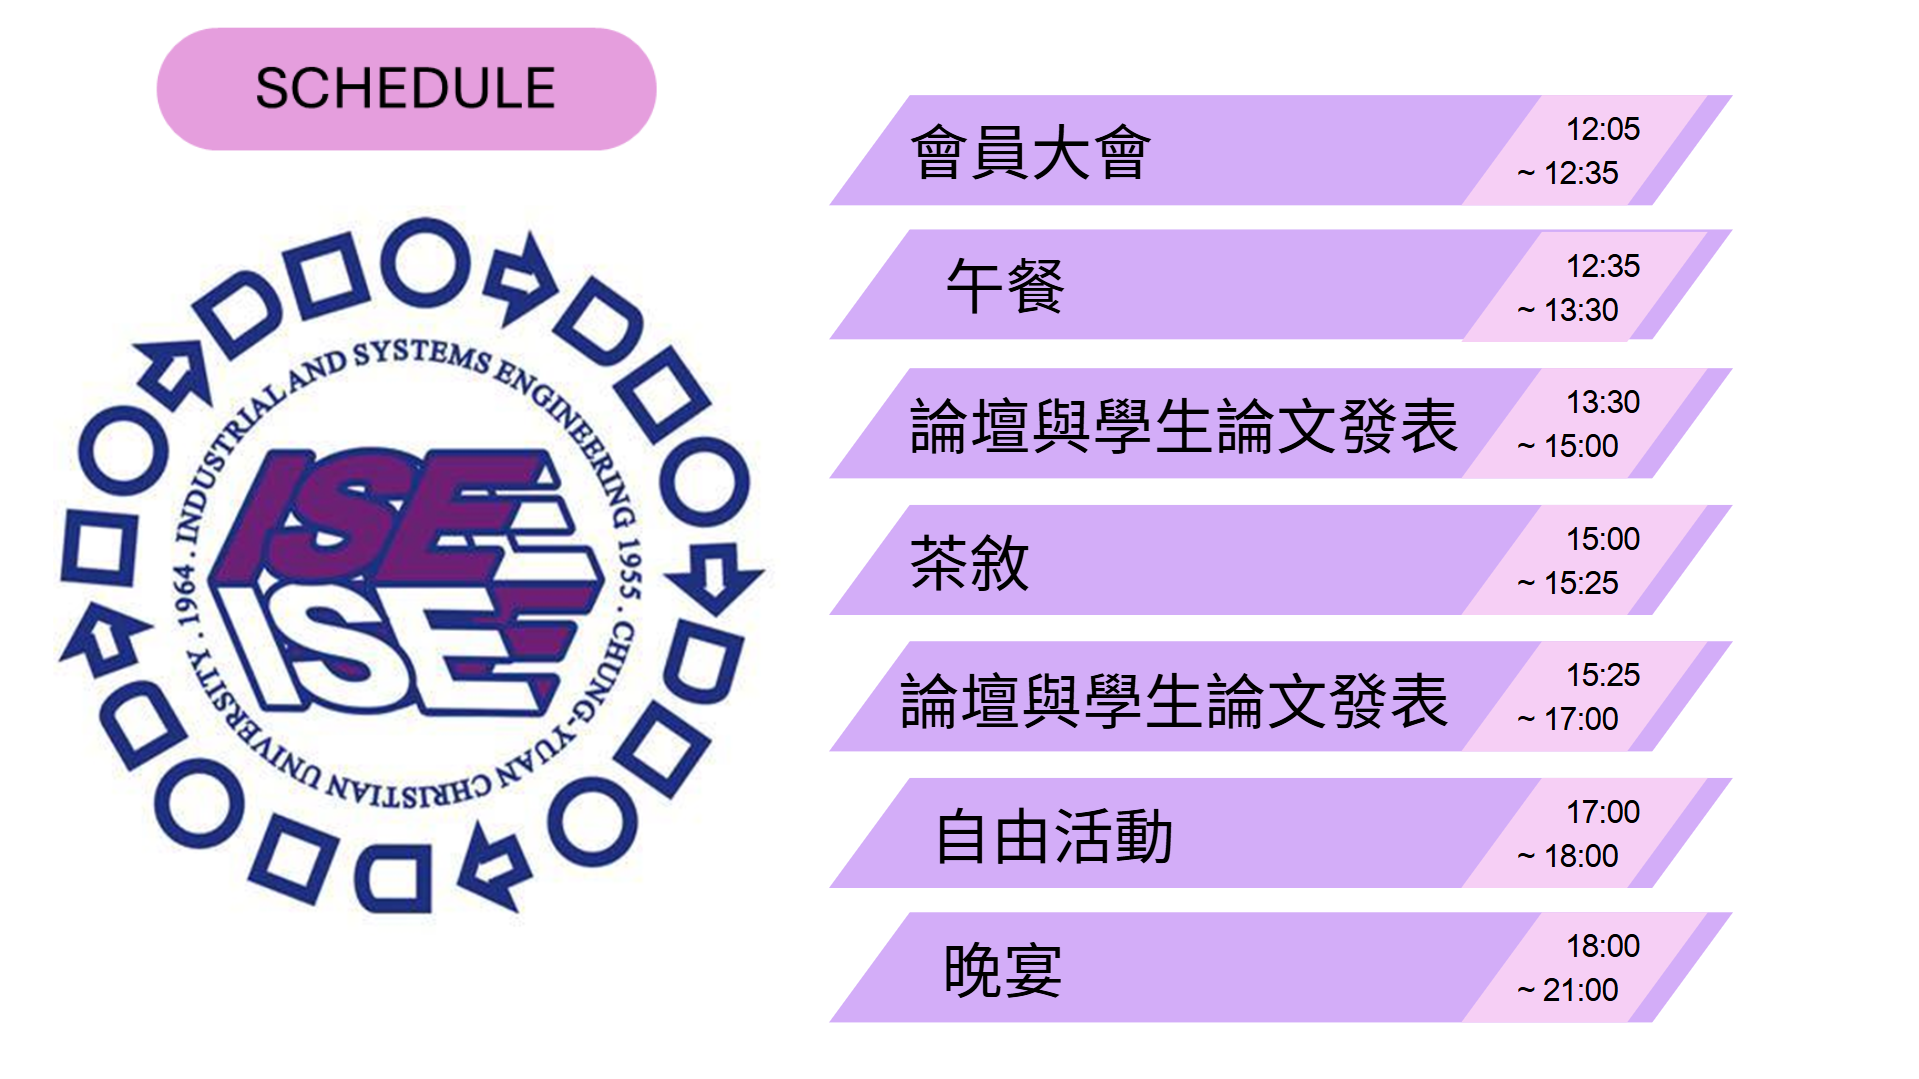 SCHEDULE
. INDUSTRIAL AND SYSTEMS ENGINEERING 1955 . CHUNG-YUAN CHRISTIAN UNIVERSITY . 1964
ISE
ISE
會員大會
12:05
~ 12:35
午餐
12:35
~ 13:30
論壇與學生論文發表
13:30
~ 15:00
茶敘
15:00
~ 15:25
論壇與學生論文發表
15:25
~ 17:00
自由活動
17:00
~ 18:00
晚宴
18:00
~ 21:00